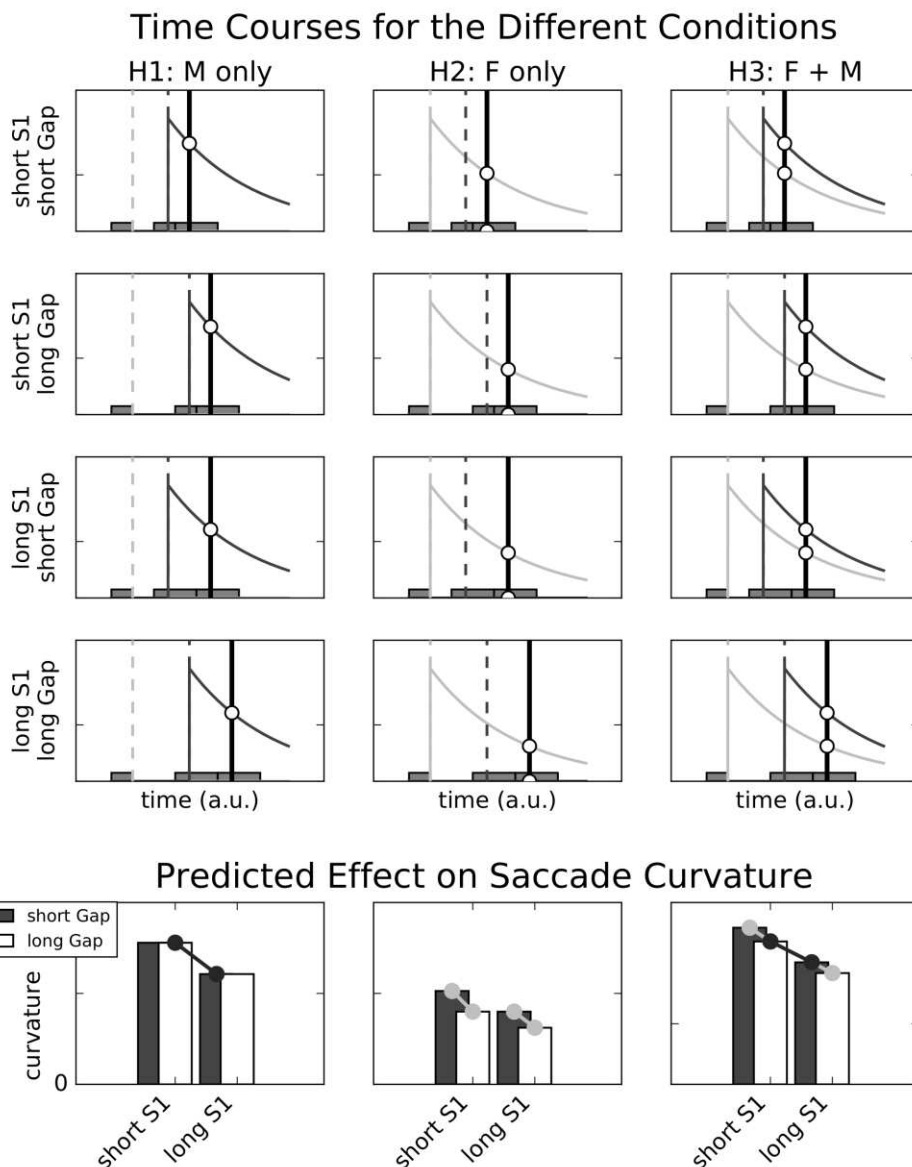 Time Courses for the Different Conditions
H1: M only
H2: F only
H3: F + M
short S1
short Gap
short S1
long Gap
long S1
short Gap
long S1
long Gap
time (a.u.)
time (a.u.)
time (a.u.)
Predicted Effect on Saccade Curvature
short Gap
long Gap
curvature
0
short S1
long S1
short S1
long S1
short S1
long S1